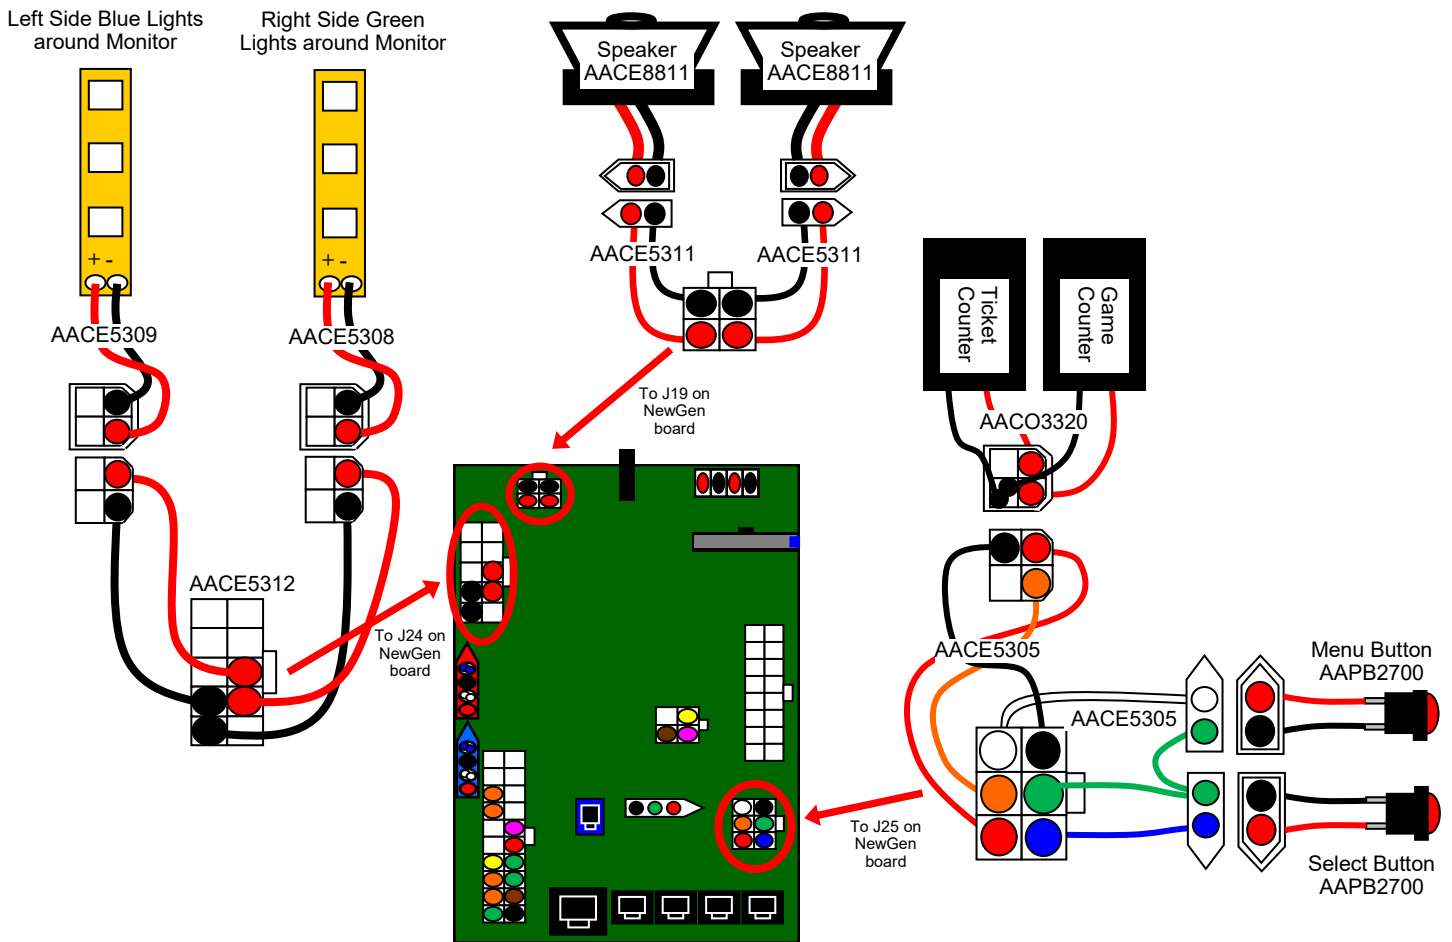 Left Side Blue Lights
around Monitor
Right Side Green
Lights around Monitor
Speaker
AACE8811
Speaker
AACE8811
+ -
+ -
AACE5309
AACE5308
AACE5311
AACE5311
Ticket
Counter
Game
Counter
To J19 on
NewGen
board
AACO3320
AACE5312
To J24 on
NewGen
board
AACE5305
AACE5305
Menu Button
AAPB2700
To J25 on
NewGen
board
Select Button
AAPB2700